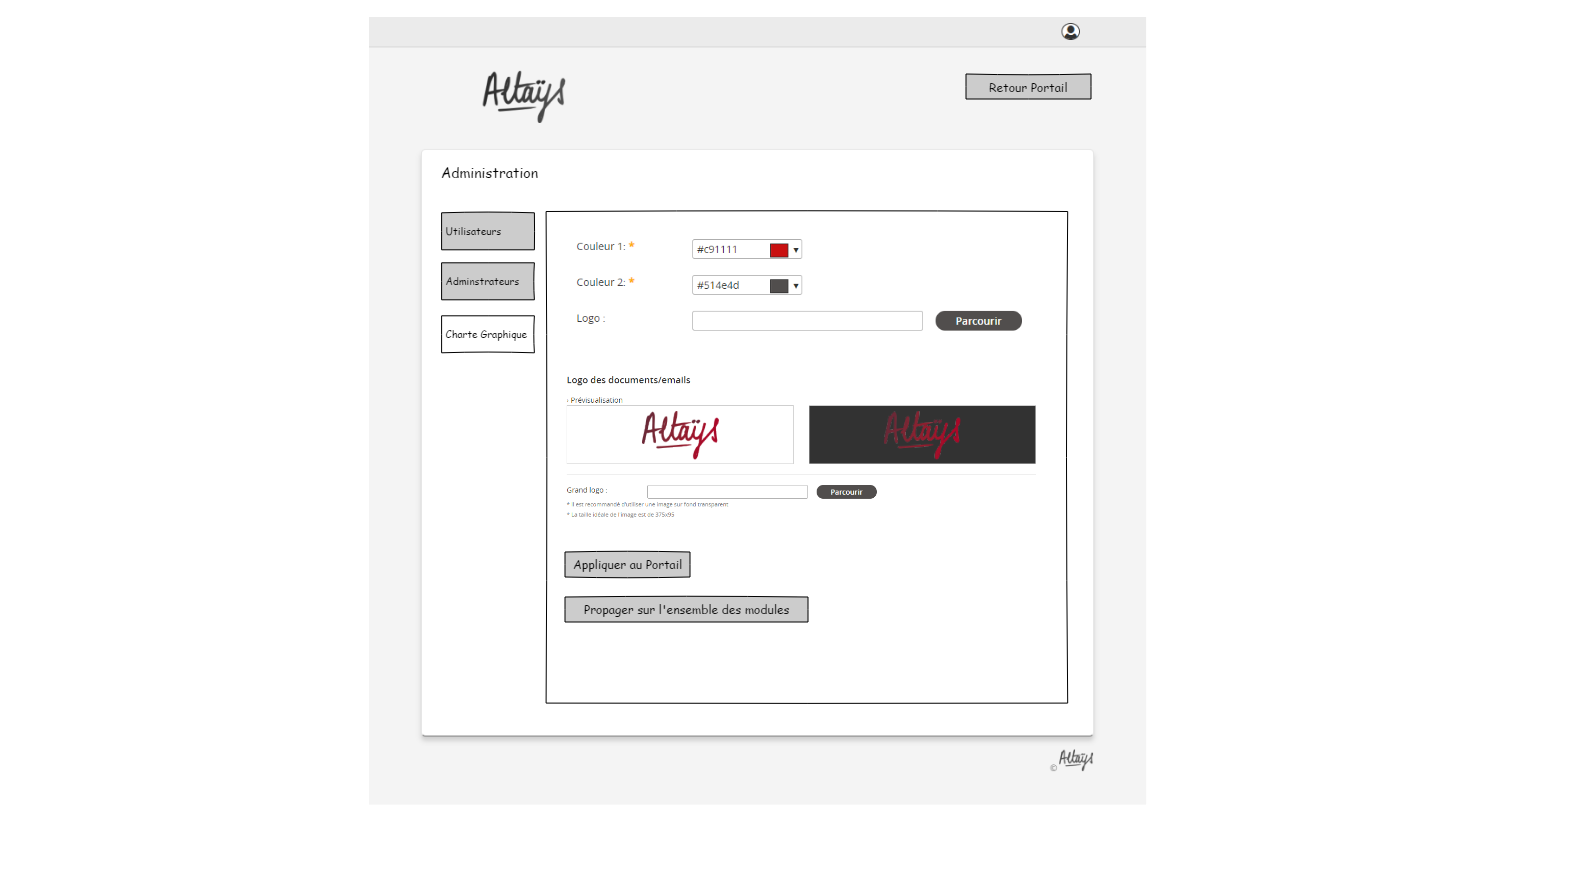 Altaÿs
Retour Portail
Administration
Utilisateurs
Adminstrateurs
Charte Graphique
Couleur 1: *
#c91111
Couleur 2: *
#514e4d
Logo :
Parcourir
Logo des documents/emails
› Prévisualisation
Altaÿs
Altaÿs
Grand logo :
Parcourir
* Il est recommandé d'utiliser une image sur fond transparent
* La taille idéale de l'image est de 375x95
Appliquer au Portail
Propager sur l'ensemble des modules
© Altaÿs